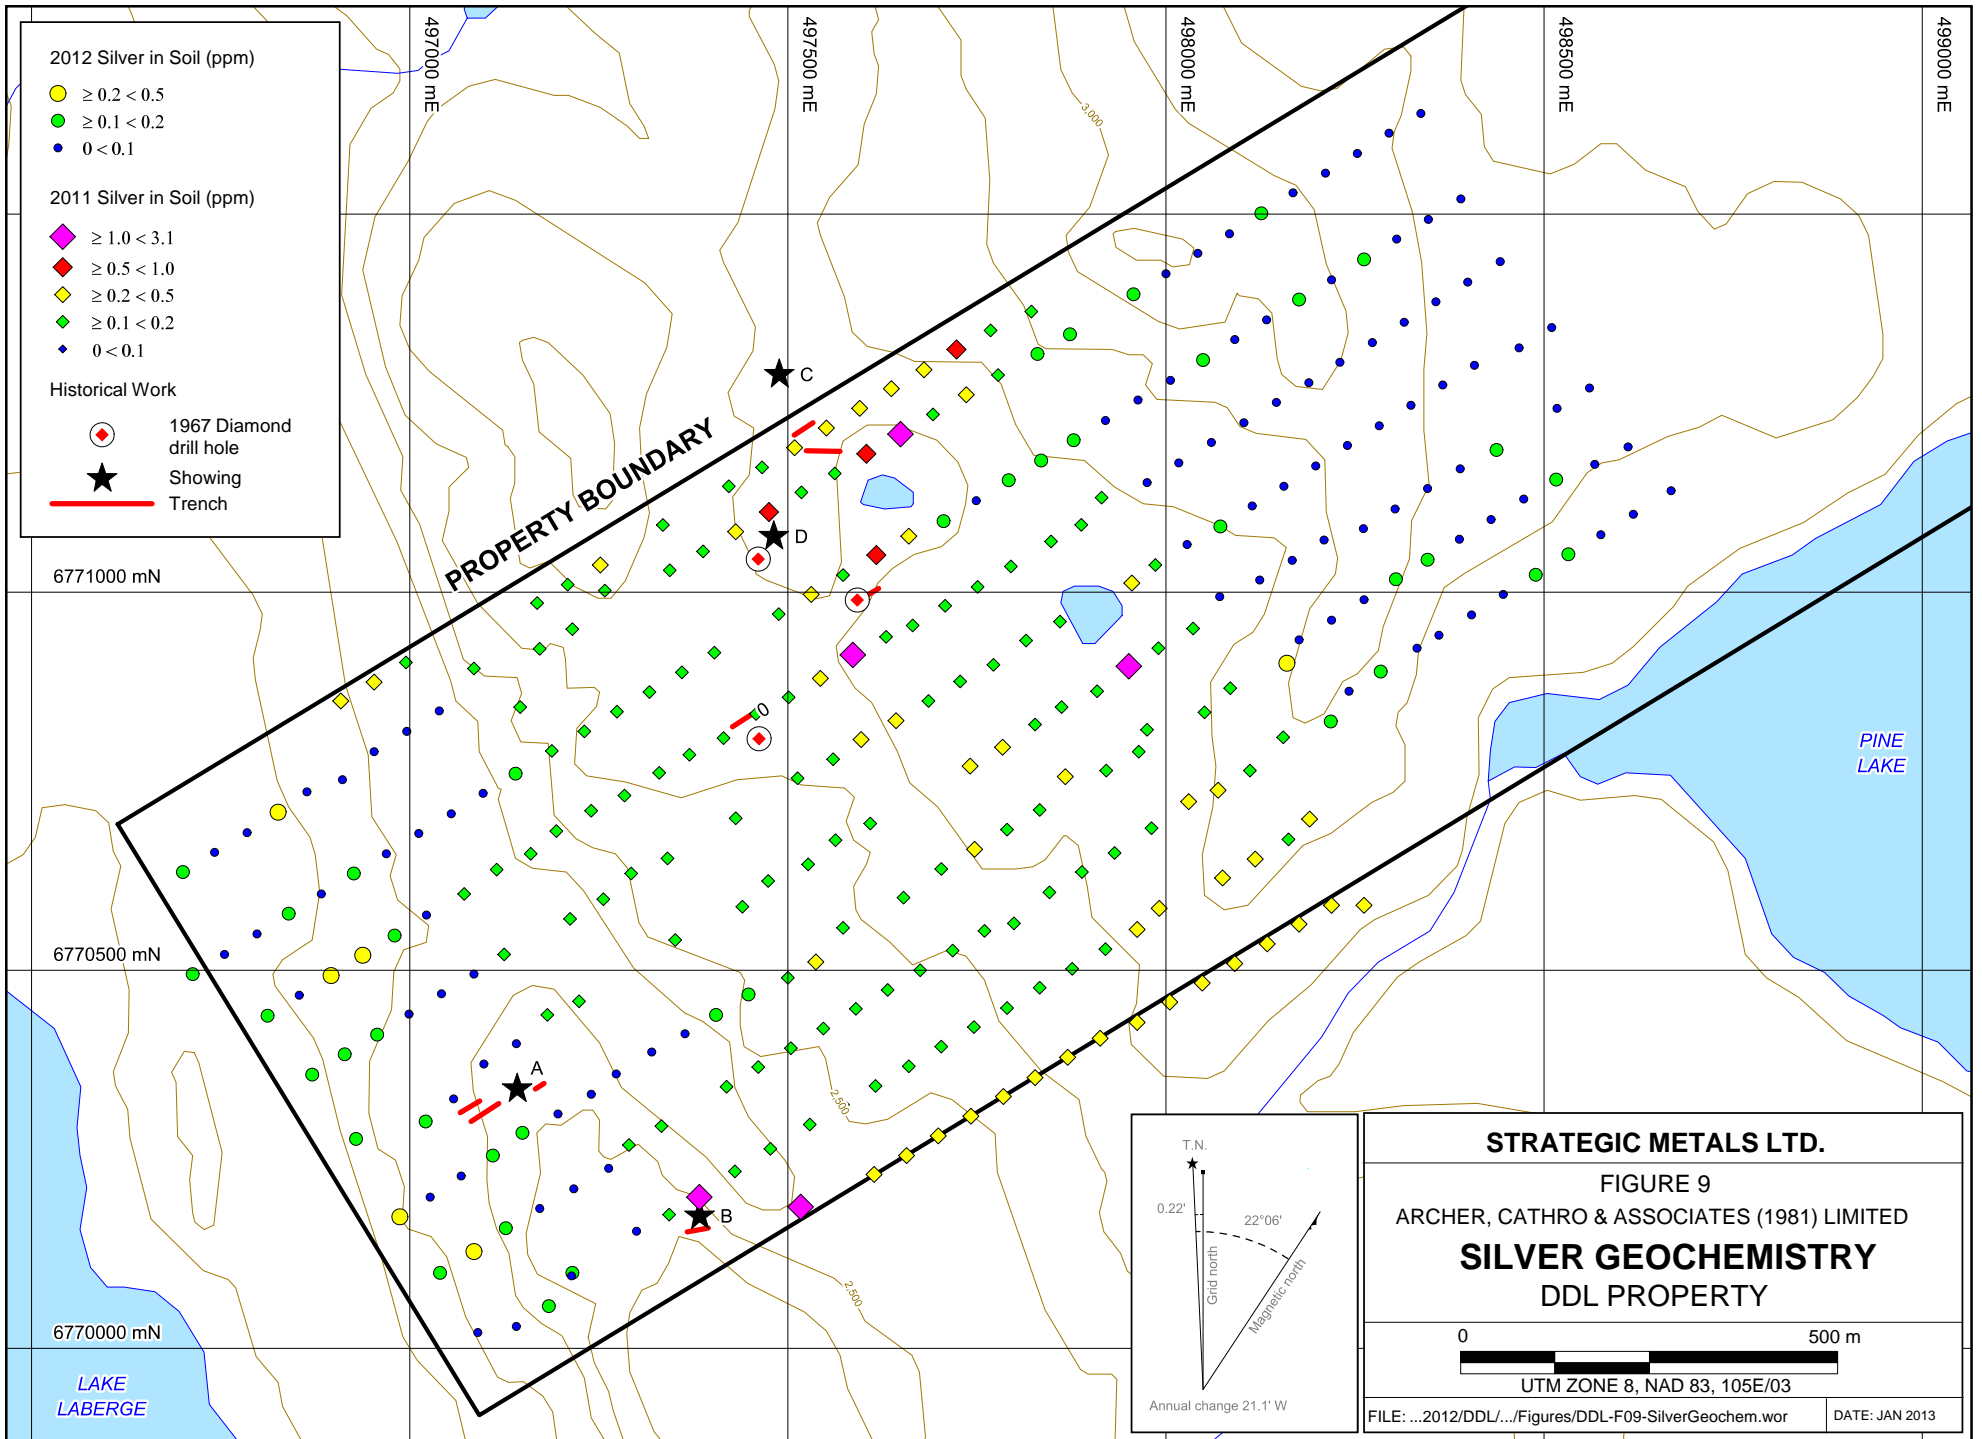 2012 Silver in Soil (ppm)
≥ 0.2 < 0.5
≥ 0.1 < 0.2
0 < 0.1
2011 Silver in Soil (ppm)
≥ 1.0 < 3.1
≥ 0.5 < 1.0
≥ 0.2 < 0.5
≥ 0.1 < 0.2
0 < 0.1
Historical Work
1967 Diamond
drill hole
Showing
Trench
497000 mE
497500 mE
498000 mE
498500 mE
499000 mE
3,000
C
PROPERTY BOUNDARY
D
6771000 mN
0
PINE
LAKE
6770500 mN
A
2,500
B
2,500
6770000 mN
LAKE
LABERGE
T.N.
0.22'
22°06'
Grid north
Magnetic north
Annual change 21.1' W
STRATEGIC METALS LTD.
FIGURE 9
ARCHER, CATHRO & ASSOCIATES (1981) LIMITED
SILVER GEOCHEMISTRY
DDL PROPERTY
0 500 m
UTM ZONE 8, NAD 83, 105E/03
FILE: ...2012/DDL/.../Figures/DDL-F09-SilverGeochem.wor
DATE: JAN 2013